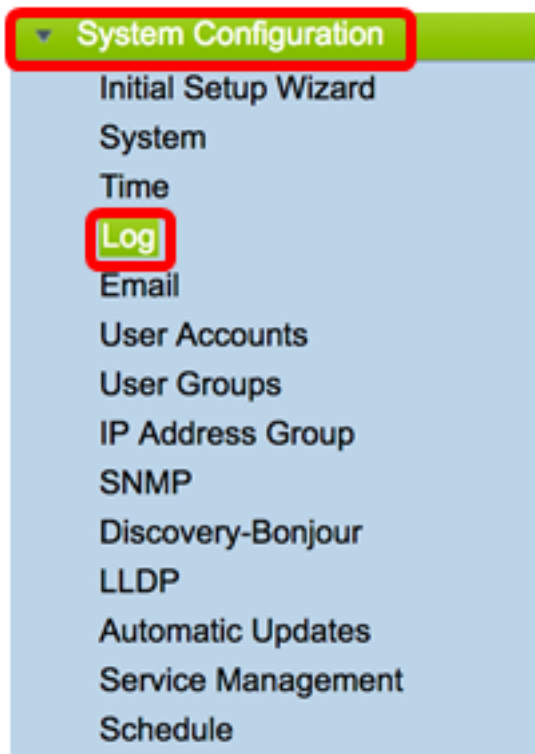 System Configuration
Initial Setup Wizard
System
Time
Log
Email
User Accounts
User Groups
IP Address Group
SNMP
Discovery-Bonjour
LLDP
Automatic Updates
Service Management
Schedule